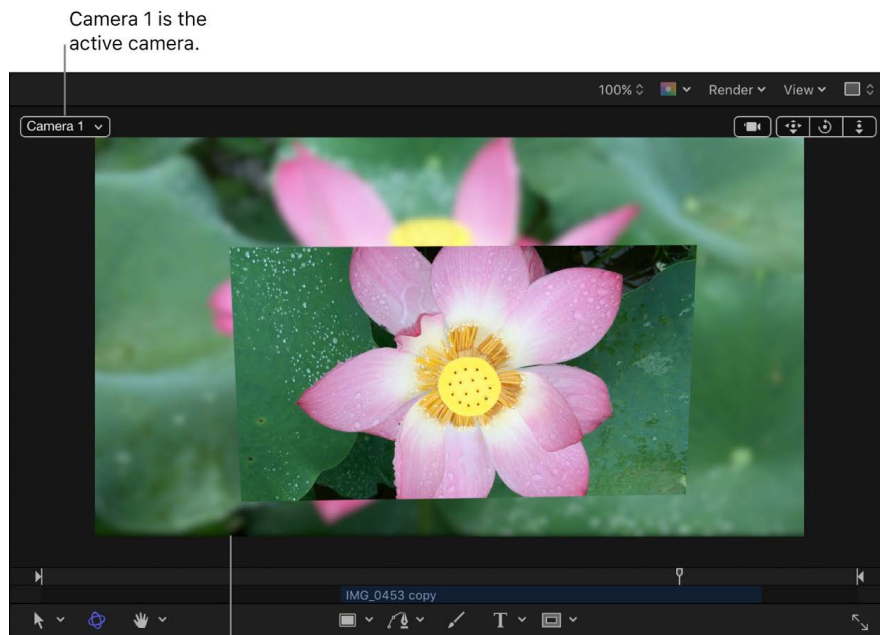 Camera 1 is the
active camera.
100% Render View
Camera 1
IMG_0453 copy
T